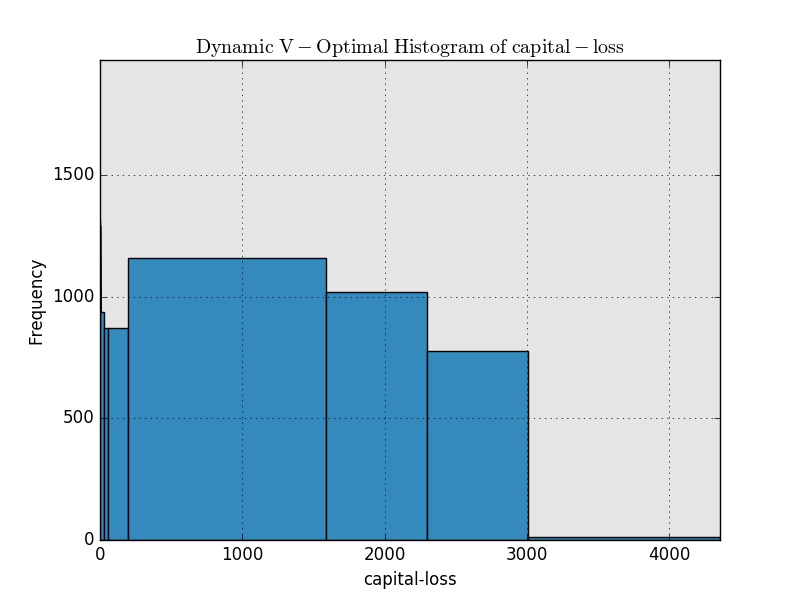 Dynamic V − Optimal Histogram of capital − loss
1500
1000
500
0
0 1000 2000 3000 4000
Frequency
capital-loss